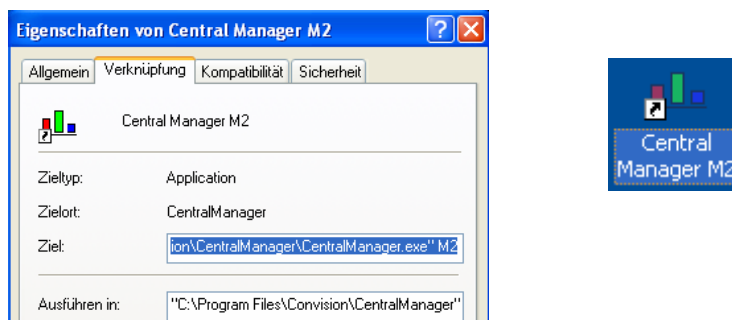 Eigenschaften von Central Manager M2
Allgemein Verknüpfung Kompatibilität Sicherheit
Central Manager M2
Zieltyp: Application
Zielort: CentralManager
Ziel: ion\CentralManager\CentralManager.exe" M2
Ausführen in: "C:\Program Files\Convision\CentralManager"
Central
Manager M2